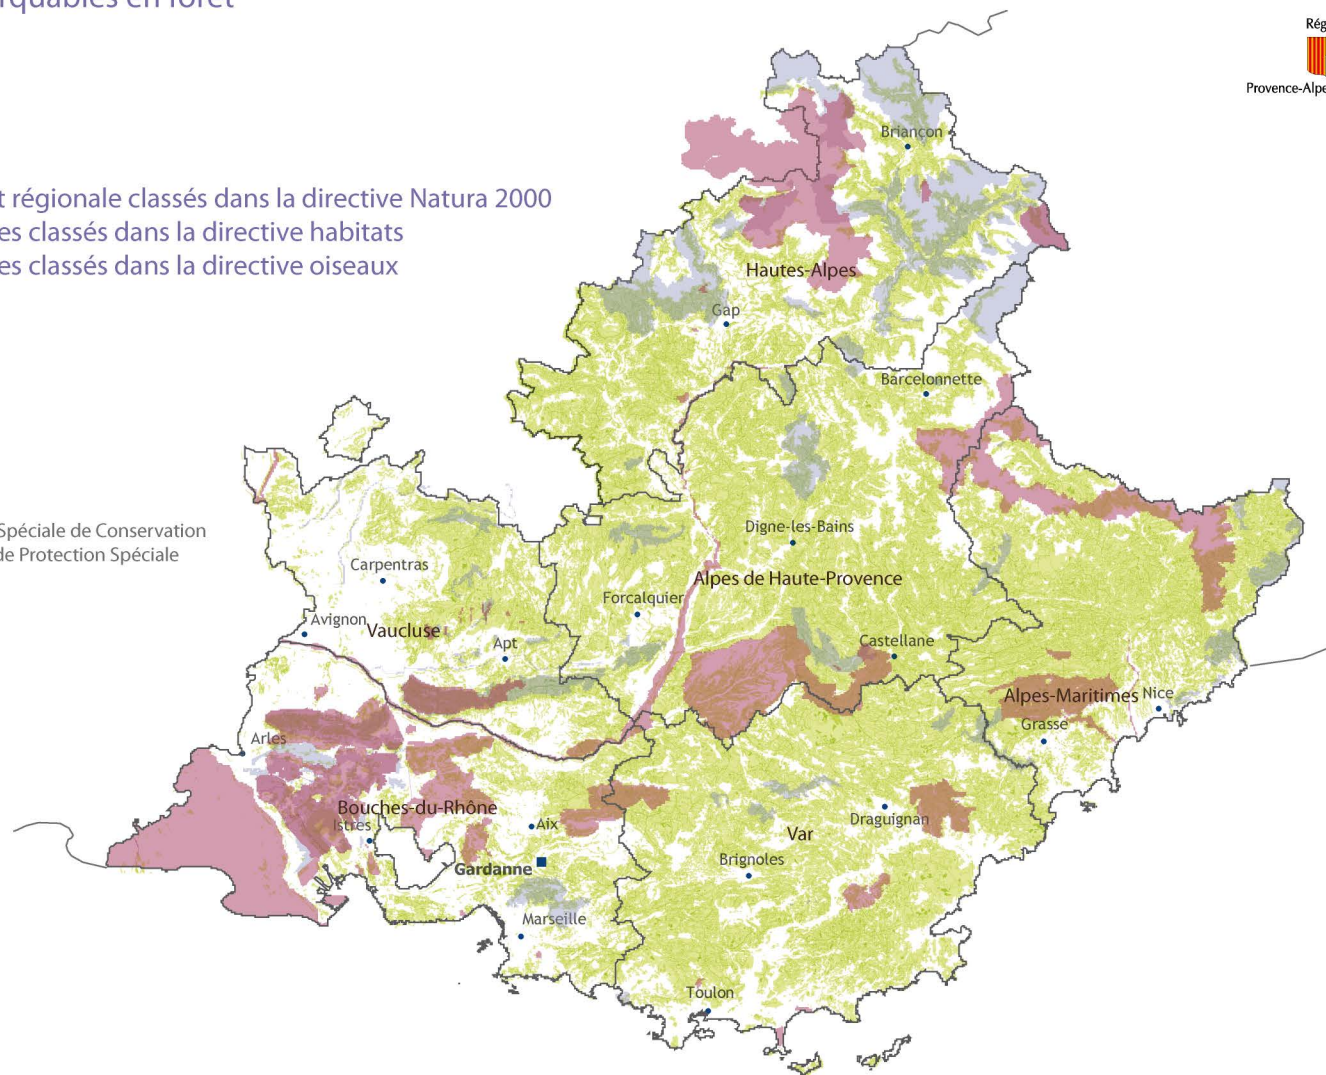 rquables en forêt
Rég
Provence-Alpe
t régionale classés dans la directive Natura 2000
es classés dans la directive habitats
es classés dans la directive oiseaux
Spéciale de Conservation
de Protection Spéciale
Briançon
Hautes-Alpes
Gap
Barcelonnette
Digne-les-Bains
Carpentras
Alpes de Haute-Provence
Forcalquier
Avignon
Vaucluse
Apt
Castellane
Alpes-Maritimes
Nice
Grasse
Arles
Bouches-du-Rhône
Istres
Aix
Draguignan
Var
Brignoles
Gardanne
Marseille
Toulon